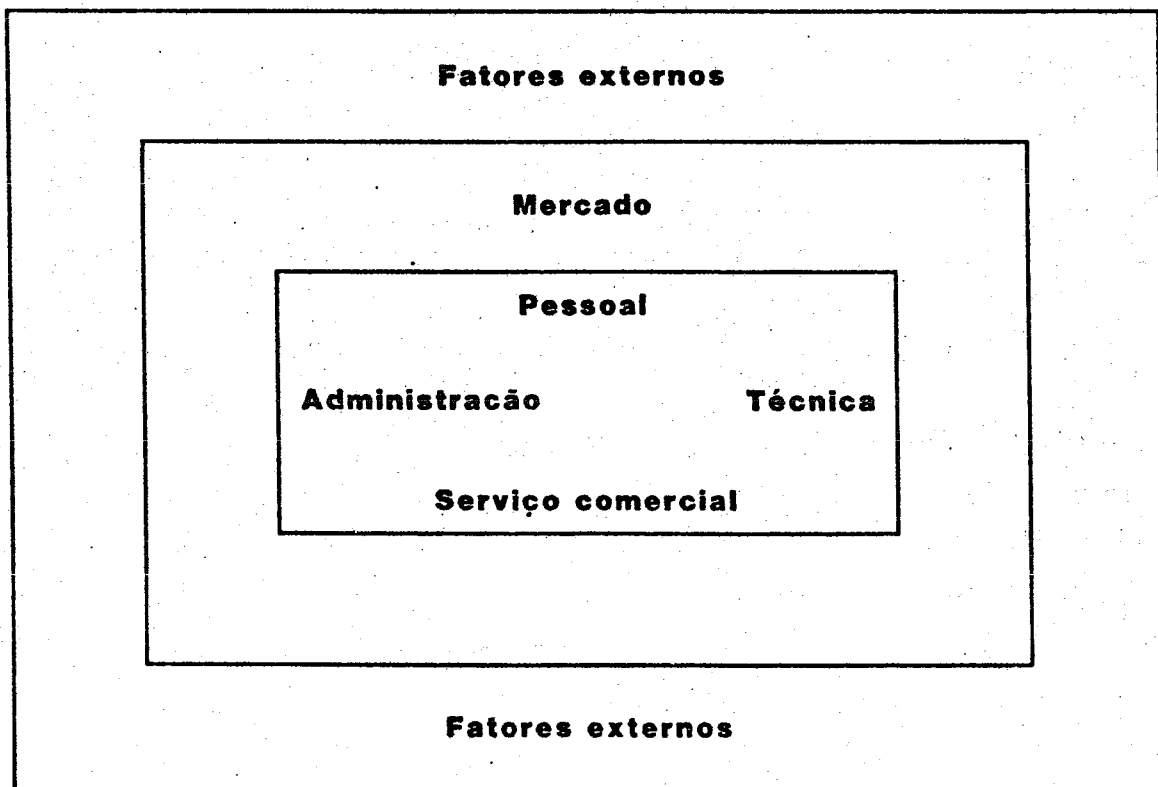 Fatores externos
Mercado
Pessoal
Administracão Técnica
Serviço comercial
Fatores externos